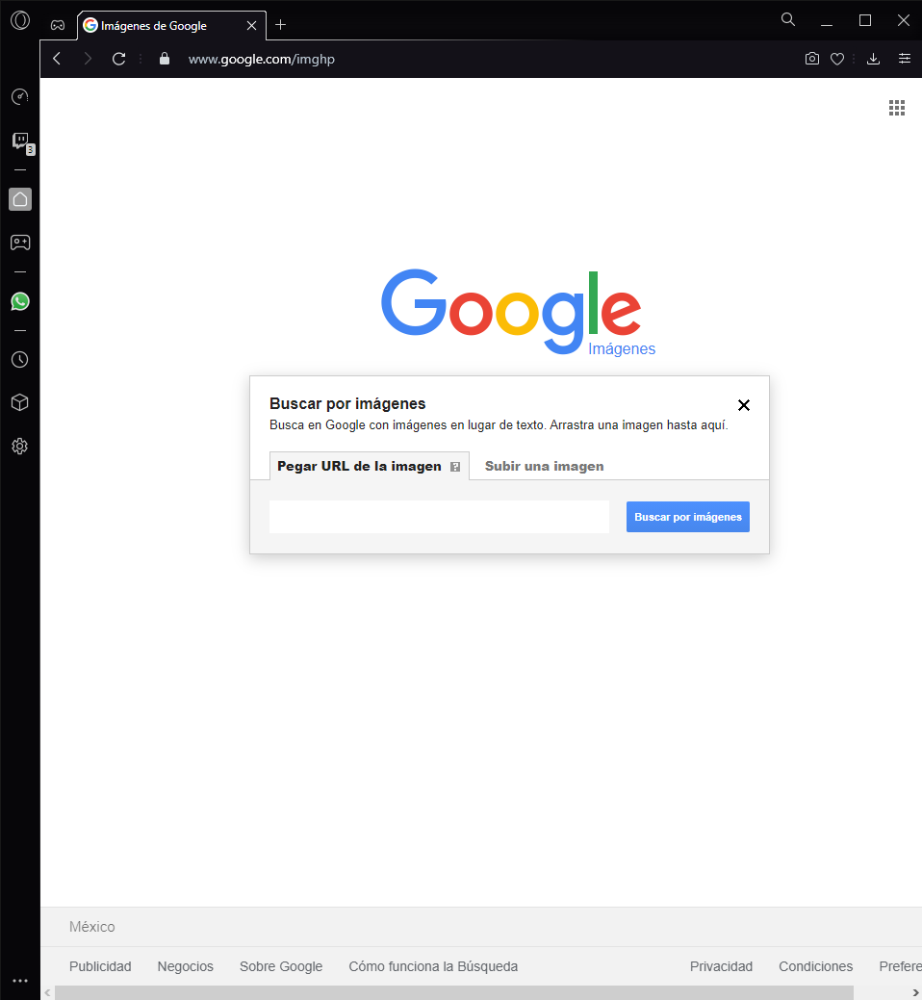 Imágenes de Google
www.google.com/imghp
3
Google
Imágenes
Buscar por imágenes
Busca en Google con imágenes en lugar de texto. Arrastra una imagen hasta aquí.
Pegar URL de la imagen ? Subir una imagen
Buscar por imágenes
México
Publicidad Negocios Sobre Google Cómo funciona la Búsqueda Privacidad Condiciones Prefere